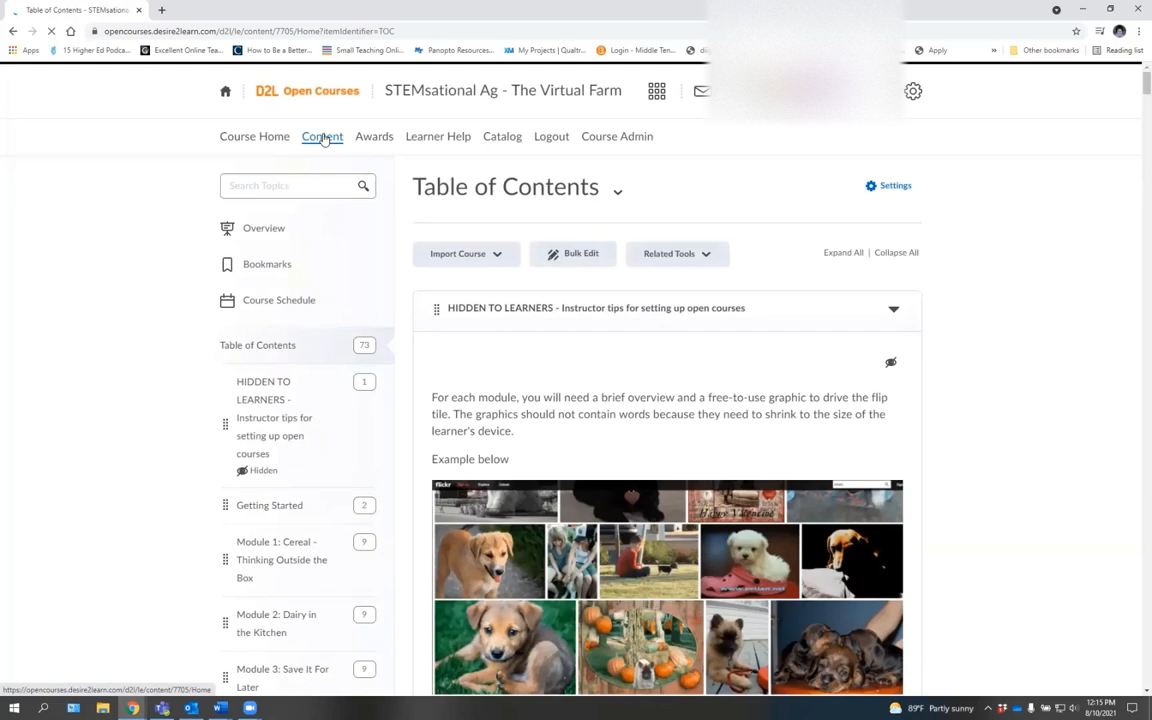 Table of Contents - STEMsational
opencourses.desire2learn.com/d2l/le/content/7705/Home?itemIdentifier=TOC
Apps
15 Higher Ed Podca...
Excellent Online Tea...
How to Be a Better...
Small Teaching Onli...
Panopto Resources...
My Projects | Qualtr...
Login - Middle Ten...
Apply
»
Other bookmarks
Reading list
D2L Open Courses
STEMsational Ag - The Virtual Farm
Course Home
Content
Awards
Learner Help
Catalog
Logout
Course Admin
Search Topics
Overview
Bookmarks
Course Schedule
Table of Contents
73
HIDDEN TO
LEARNERS -
Instructor tips for
setting up open
courses
1
Hidden
Getting Started
2
Module 1: Cereal -
Thinking Outside the
Box
9
Module 2: Dairy in
the Kitchen
9
Module 3: Save It For
Later
9
Table of Contents
Settings
Import Course
Bulk Edit
Related Tools
Expand All | Collapse All
HIDDEN TO LEARNERS - Instructor tips for setting up open courses
For each module, you will need a brief overview and a free-to-use graphic to drive the flip
tile. The graphics should not contain words because they need to shrink to the size of the
learner's device.
Example below
flickr
Happy Valentine
https://opencourses.desire2learn.com/d2l/le/content/7705/Home
89°F Partly sunny
12:15 PM
8/10/2021